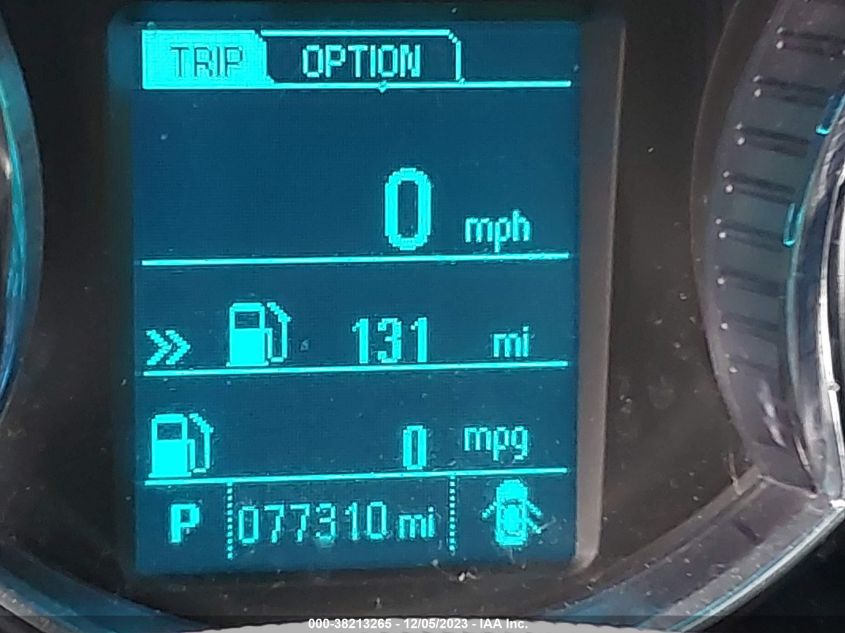 TRIP OPTION
0 mph
131 mi
0 mpg
P 077310 mi
000-38213265 - 12/05/2023 - IAA Inc.